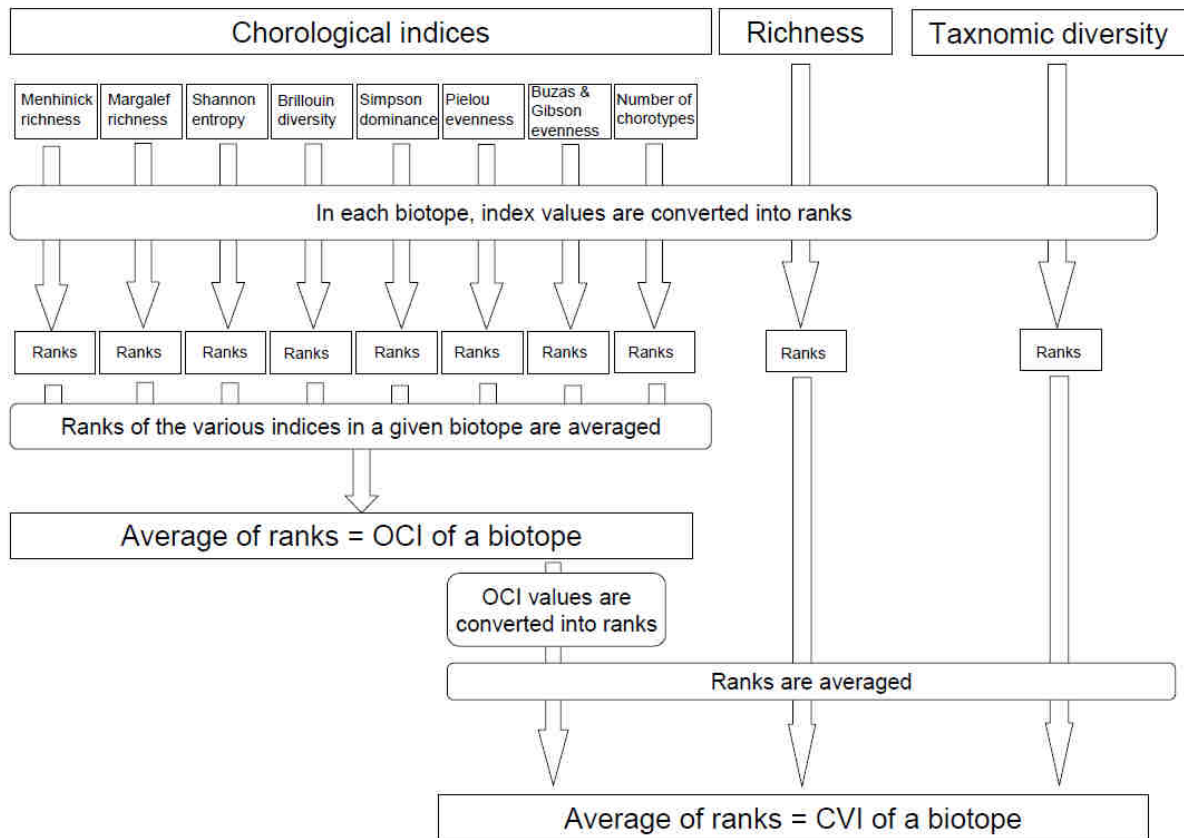 Chorological indices
Richness
Taxnomic diversity
Menhinick
richness
Margalef
richness
Shannon
entropy
Brillouin
diversity
Simpson
dominance
Pielou
evenness
Buzas &
Gibson
evenness
Number of
chorotypes
In each biotope, index values are converted into ranks
Ranks
Ranks
Ranks
Ranks
Ranks
Ranks
Ranks
Ranks
Ranks
Ranks
Ranks of the various indices in a given biotope are averaged
Average of ranks = OCI of a biotope
OCI values are
converted into ranks
Ranks are averaged
Average of ranks = CVI of a biotope